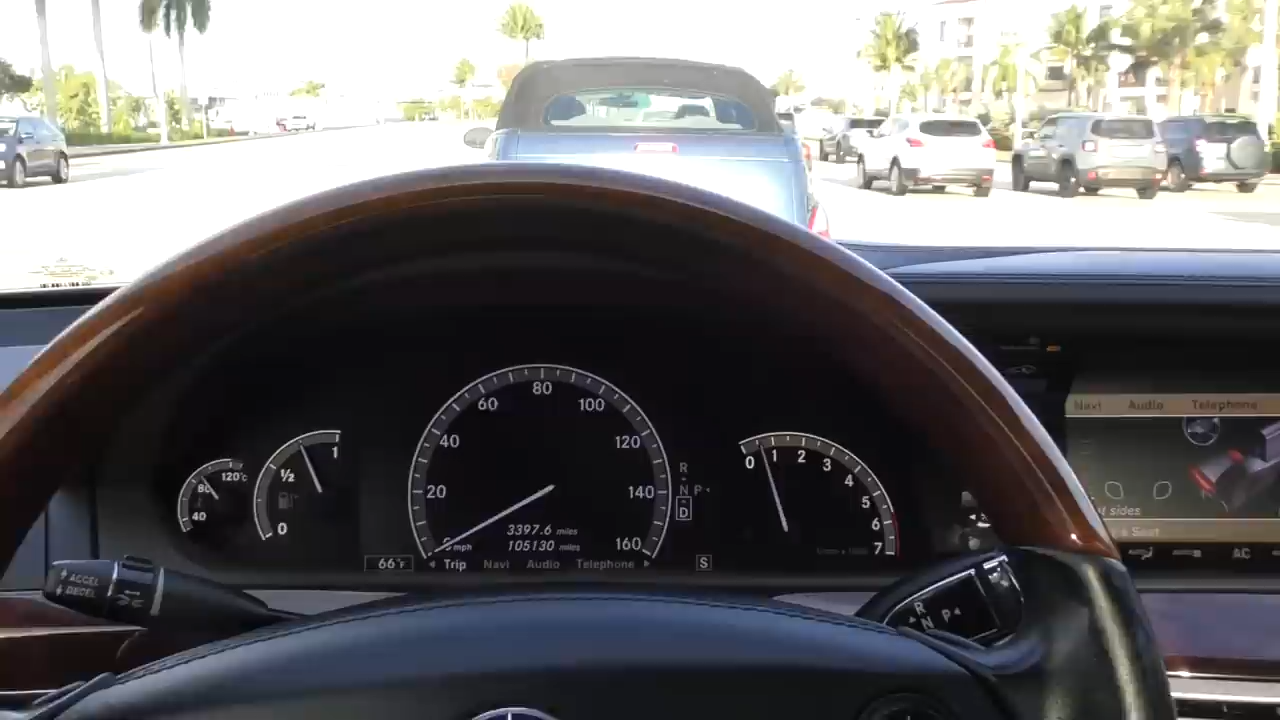 20 40 60 80 100 120 140 160
mph
3397.6 miles
105130 miles
Trip Navi Audio Telephone
66°F
40 80 120°C
0 ½ 1
R
N P
D
S
0 1 2 3 4 5 6 7
ACCEL
DECEL
R
N P
Navi Audio Telephone
sides
Seat
AC